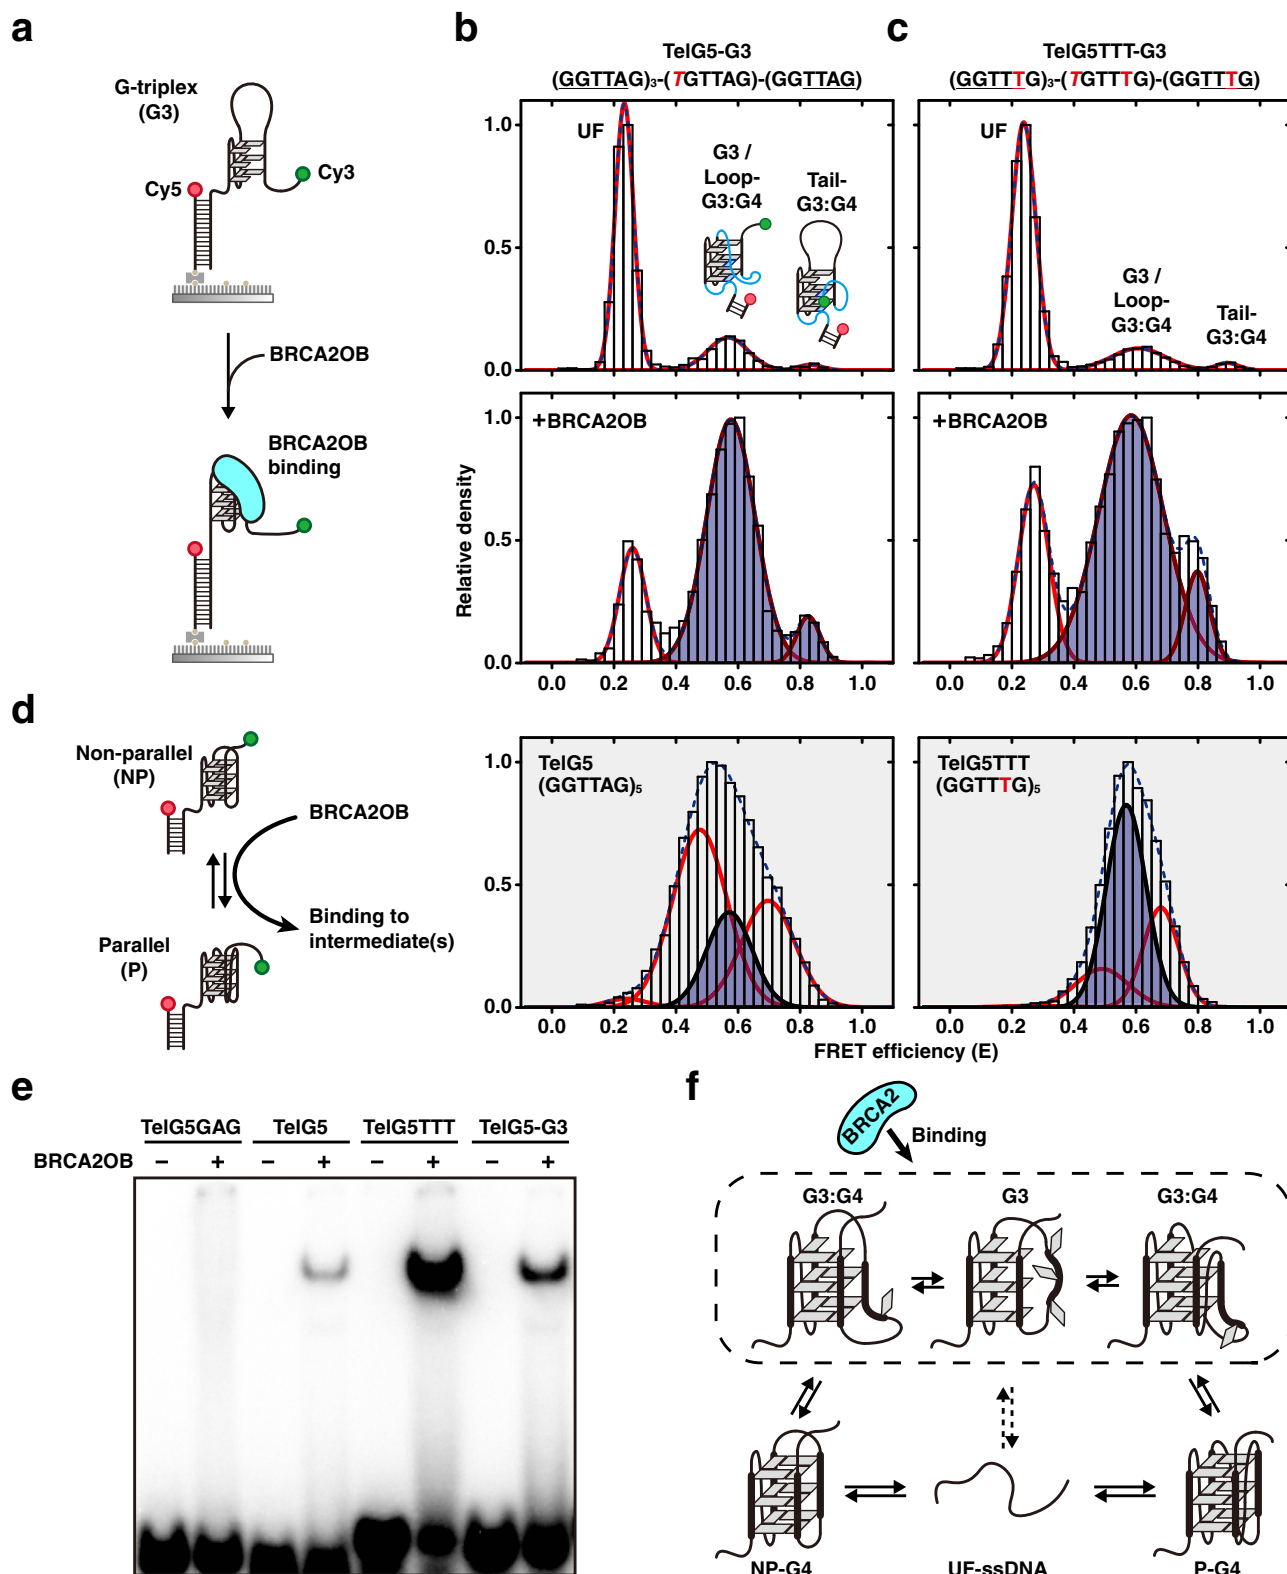 a
G-triplex
(G3)
Cy5
Cy3
BRCA2OB
BRCA2OB
binding
b
TelG5-G3
(GGTTAG)3-(TGTTAG)-(GGTTAG)
UF
G3 /
Loop-
G3:G4
Tail-
G3:G4
1.0
0.5
0.0
+BRCA2OB
1.0
0.5
0.0
Relative density
0.0 0.2 0.4 0.6 0.8 1.0
c
TelG5TTT-G3
(GGTTTG)3-(TGTTTG)-(GGTTTG)
UF
G3 /
Loop-
G3:G4
Tail-
G3:G4
+BRCA2OB
0.0 0.2 0.4 0.6 0.8 1.0
d
Non-parallel
(NP)
BRCA2OB
Binding to
intermediate(s)
Parallel
(P)
TelG5
(GGTTAG)5
1.0
0.5
0.0
0.0 0.2 0.4 0.6 0.8 1.0
TelG5TTT
(GGTTTG)5
0.0 0.2 0.4 0.6 0.8 1.0
FRET efficiency (E)
e
TelG5GAG TelG5 TelG5TTT TelG5-G3
BRCA2OB − + − + − + − +
f
BRCA2
Binding
G3:G4 G3 G3:G4
NP-G4 UF-ssDNA P-G4